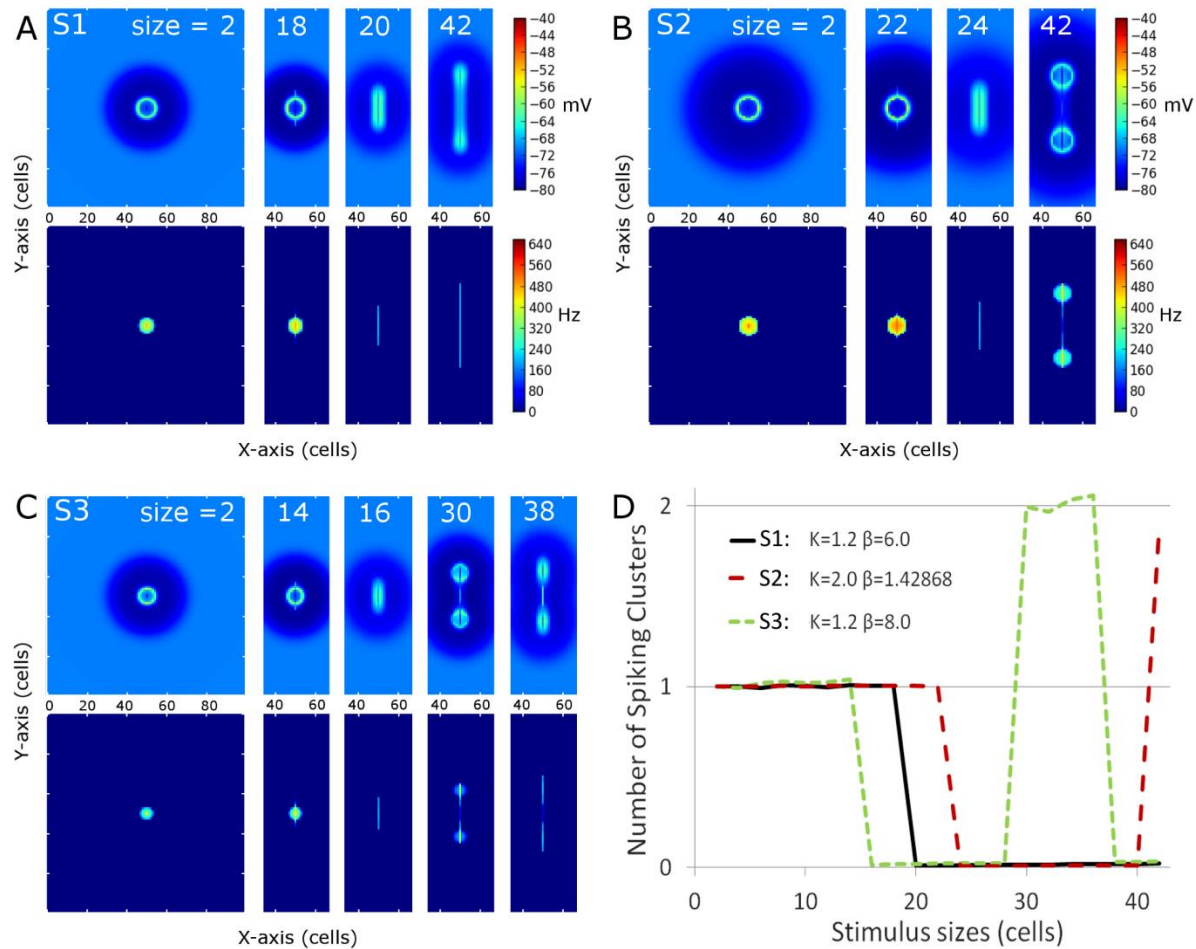 A
S1 size = 2 18 20 42
−40
−44
−48
−52
−56
−60
−64
−68
−72
−76
−80
mV
0 20 40 60 80 40 60 40 60 40 60
640
560
480
400
320
240
160
80
0
Hz
Y-axis (cells)
X-axis (cells)
B
S2 size = 2 22 24 42
−40
−44
−48
−52
−56
−60
−64
−68
−72
−76
−80
mV
0 20 40 60 80 40 60 40 60 40 60
640
560
480
400
320
240
160
80
0
Hz
Y-axis (cells)
X-axis (cells)
C
S3 size =2 14 16 30 38
0 20 40 60 80 40 60 40 60 40 60 40 60
Y-axis (cells)
X-axis (cells)
D
2
1
0
Number of Spiking Clusters
S1: K=1.2 β=6.0
S2: K=2.0 β=1.42868
S3: K=1.2 β=8.0
0 10 20 30 40
Stimulus sizes (cells)